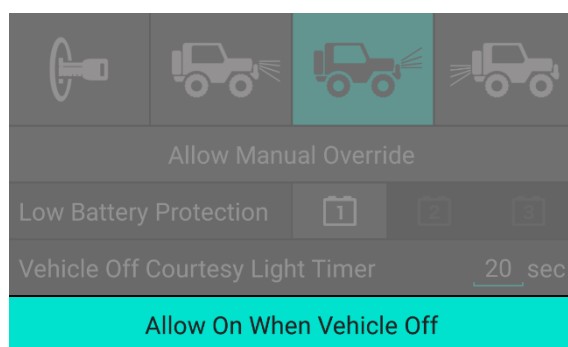 Allow Manual Override
Low Battery Protection 1 2 3
Vehicle Off Courtesy Light Timer 20 sec
Allow On When Vehicle Off